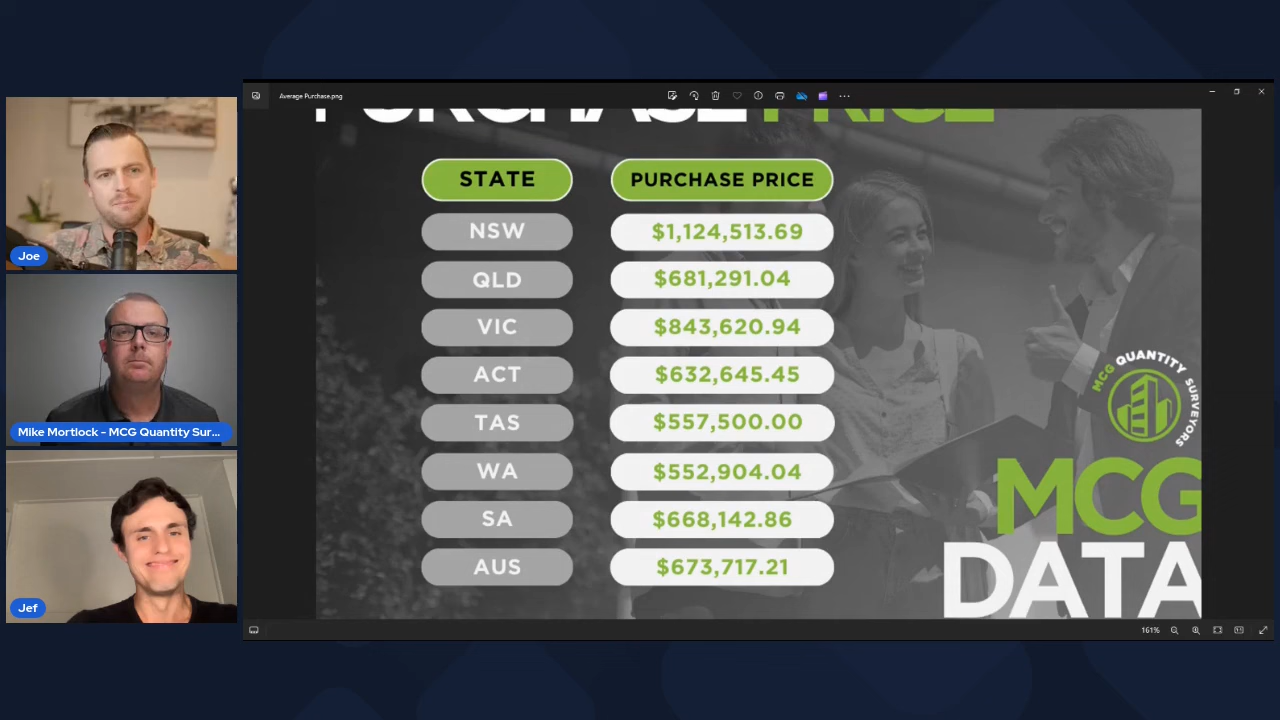 Average Purchase.png
PURCHASE PRICE
STATE PURCHASE PRICE
NSW $1,124,513.69
QLD $681,291.04
VIC $843,620.94
ACT $632,645.45
TAS $557,500.00
WA $552,904.04
SA $668,142.86
AUS $673,717.21
MCG QUANTITY SURVEYORS
MCG
DATA
161%
Joe
Mike Mortlock - MCG Quantity Sur...
Jef